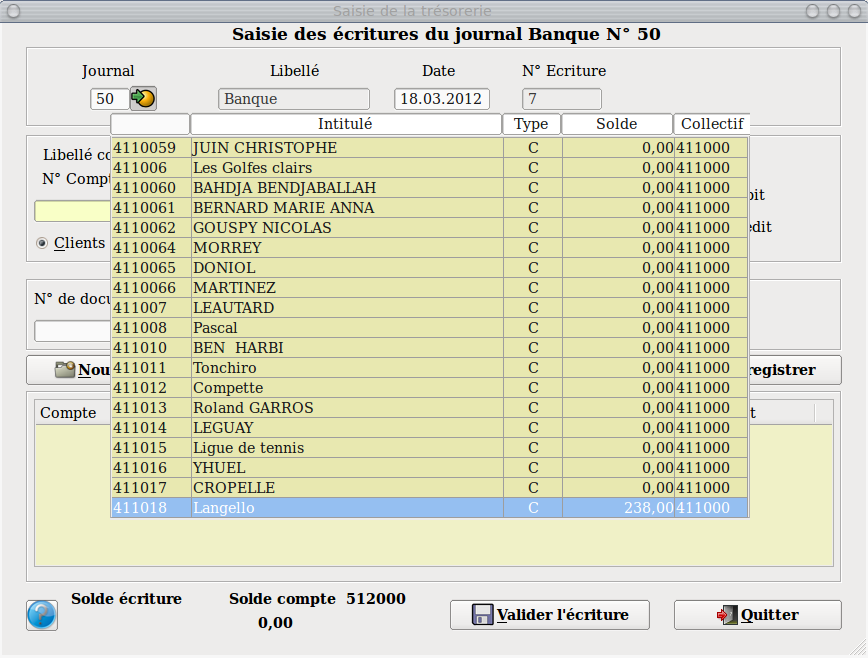 Saisie de la trésorerie
Saisie des écritures du journal Banque N° 50
Journal Libellé Date N° Ecriture
50 Banque 18.03.2012 7
Intitulé Type Solde Collectif
4110059 JUIN CHRISTOPHE C 0,00 411000
411006 Les Golfes clairs C 0,00 411000
4110060 BAHDJA BENDJABALLAH C 0,00 411000
4110061 BERNARD MARIE ANNA C 0,00 411000
4110062 GOUSPY NICOLAS C 0,00 411000
4110064 MORREY C 0,00 411000
4110065 DONIOL C 0,00 411000
4110066 MARTINEZ C 0,00 411000
411007 LEAUTARD C 0,00 411000
411008 Pascal C 0,00 411000
411010 BEN HARBI C 0,00 411000
411011 Tonchiro C 0,00 411000
411012 Compette C 0,00 411000
411013 Roland GARROS C 0,00 411000
411014 LEGUAY C 0,00 411000
411015 Ligue de tennis C 0,00 411000
411016 YHUEL C 0,00 411000
411017 CROPELLE C 0,00 411000
411018 Langello C 238,00 411000
Libellé co
N° Compt
oit
Clients
edit
N° de docu
Nou
registrer
Compte
t
Solde écriture Solde compte 512000
0,00
Valider l'écriture Quitter